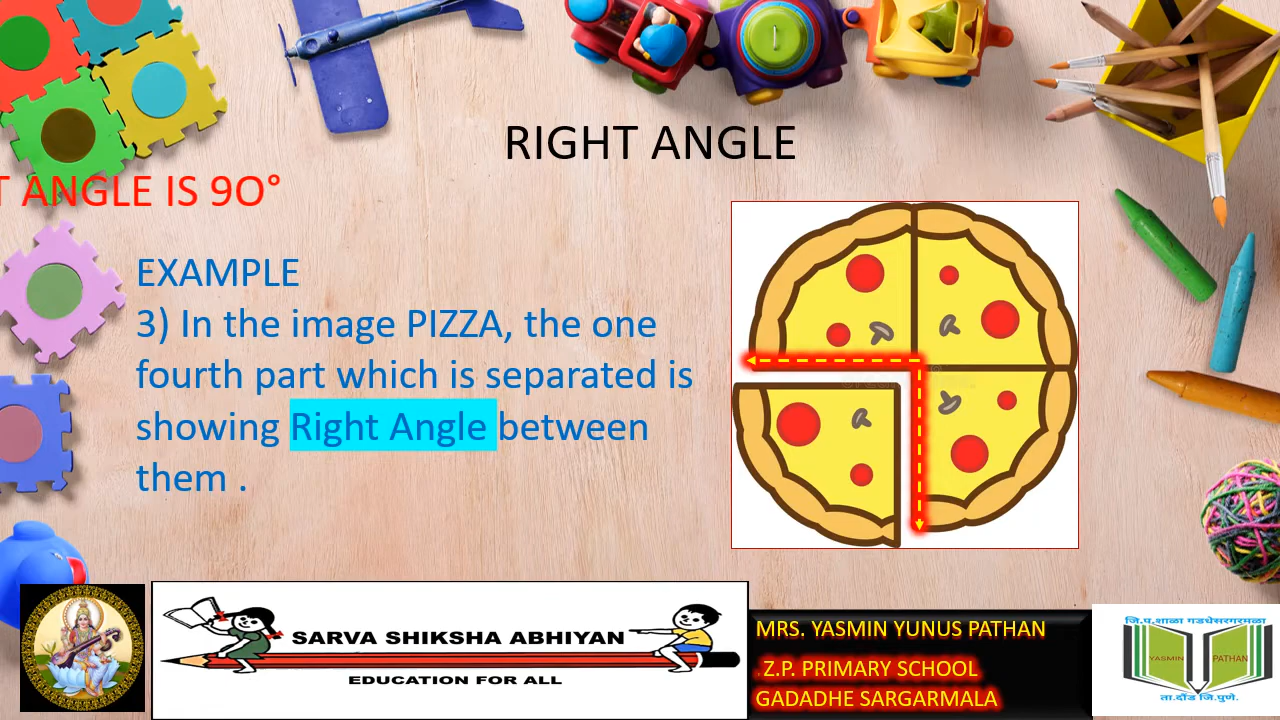 RIGHT ANGLE
T ANGLE IS 9O°
EXAMPLE
3) In the image PIZZA, the one
fourth part which is separated is
showing Right Angle between
them .
SARVA SHIKSHA ABHIYAN
EDUCATION FOR ALL
MRS. YASMIN YUNUS PATHAN
Z.P. PRIMARY SCHOOL
GADADHE SARGARMALA
जि.प.शाळा गडधेसरगरमळा
YASMIN PATHAN
ता.दौंड जि.पुणे.